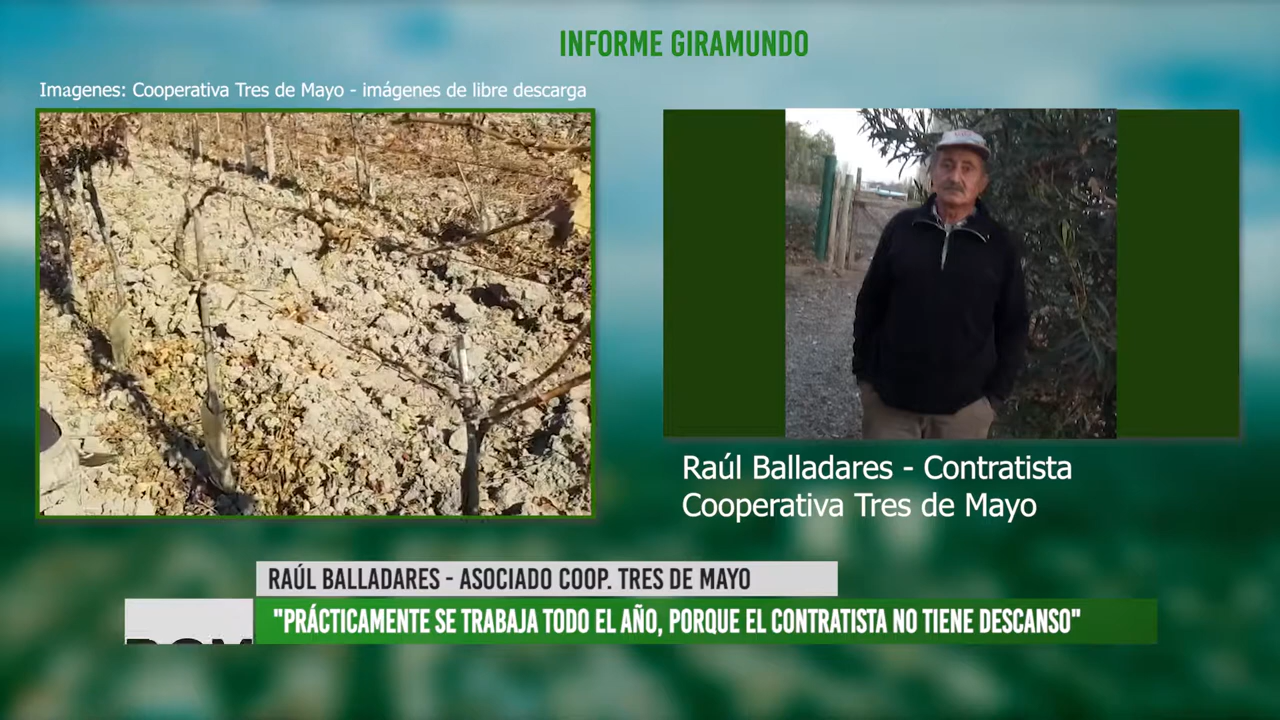 INFORME GIRAMUNDO
Imagenes: Cooperativa Tres de Mayo - imágenes de libre descarga
Raúl Balladares - Contratista
Cooperativa Tres de Mayo
RAÚL BALLADARES - ASOCIADO COOP. TRES DE MAYO
"PRÁCTICAMENTE SE TRABAJA TODO EL AÑO, PORQUE EL CONTRATISTA NO TIENE DESCANSO"